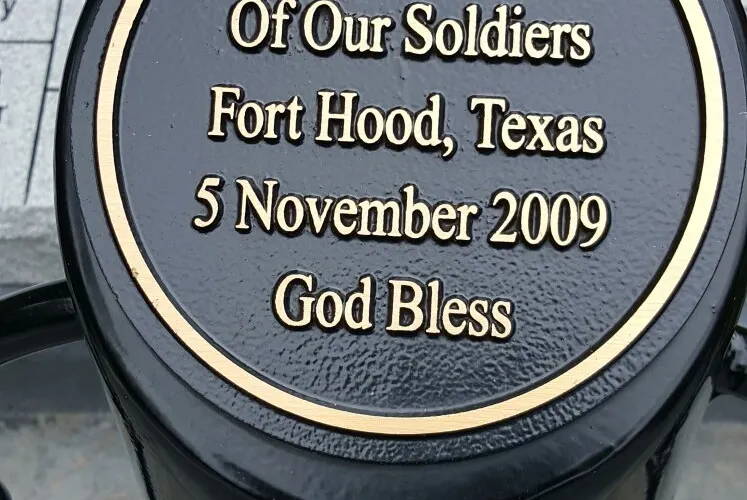 Of Our Soldiers
Fort Hood, Texas
5 November 2009
God Bless